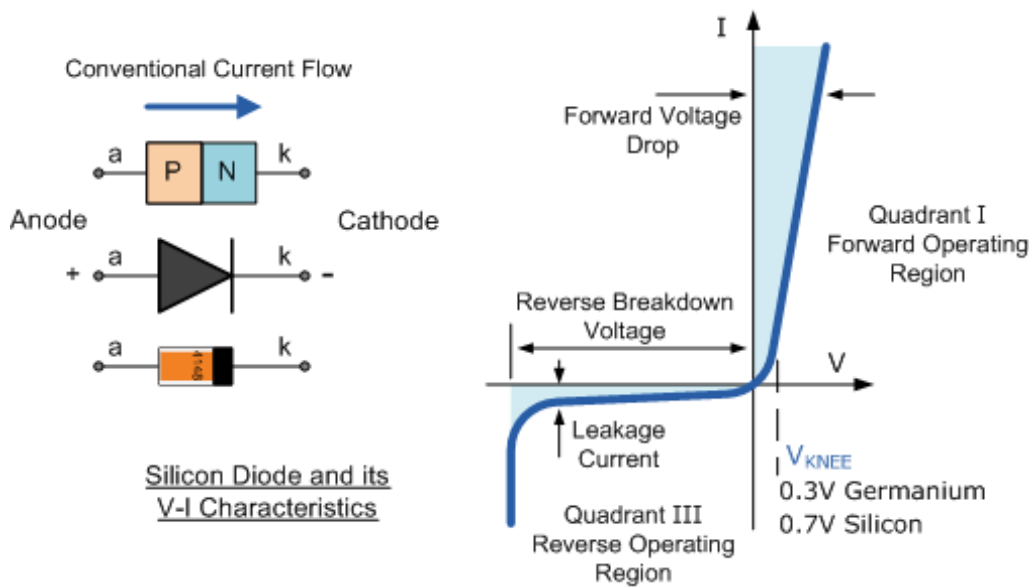 Conventional Current Flow
a
P
N
k
Anode
Cathode
a
k
+
-
a
k
4148
Silicon Diode and its
V-I Characteristics
I
Forward Voltage
Drop
Quadrant I
Forward Operating
Region
Reverse Breakdown
Voltage
V
Leakage
Current
VKNEE
0.3V Germanium
0.7V Silicon
Quadrant III
Reverse Operating
Region